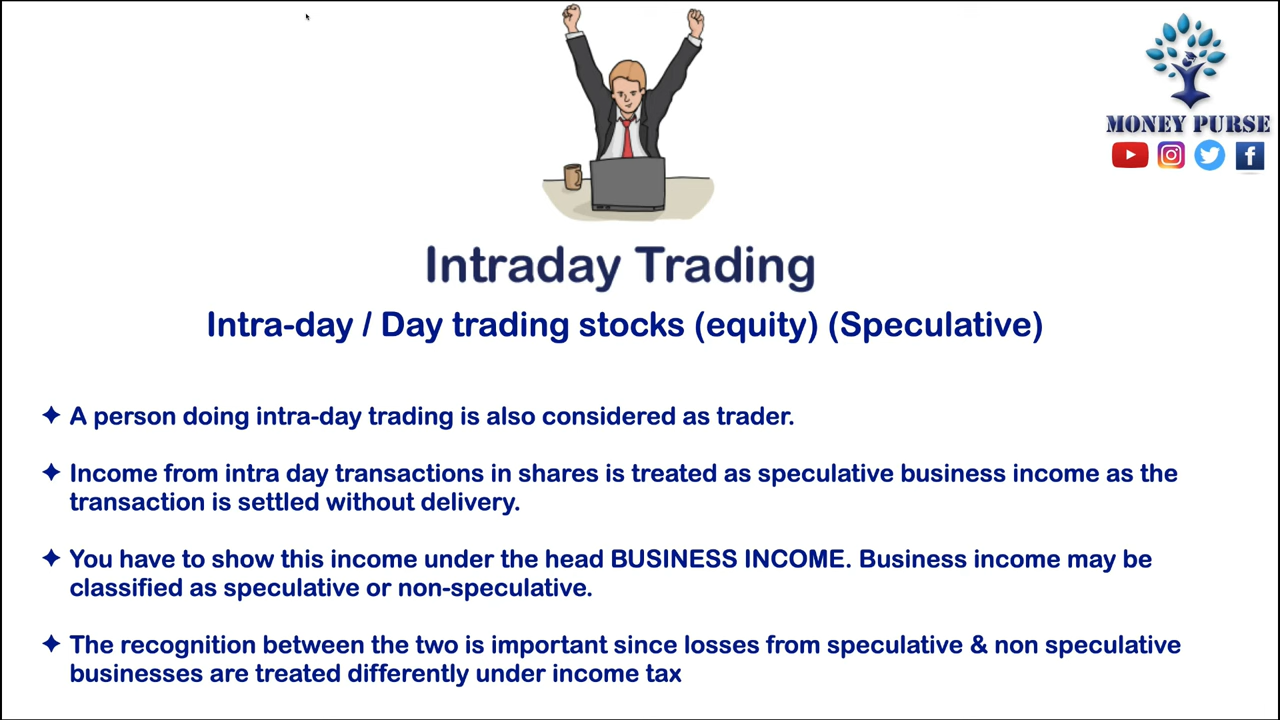 MONEY PURSE
Intraday Trading
Intra-day / Day trading stocks (equity) (Speculative)
✦ A person doing intra-day trading is also considered as trader.
✦ Income from intra day transactions in shares is treated as speculative business income as the
transaction is settled without delivery.
✦ You have to show this income under the head BUSINESS INCOME. Business income may be
classified as speculative or non-speculative.
✦ The recognition between the two is important since losses from speculative & non speculative
businesses are treated differently under income tax